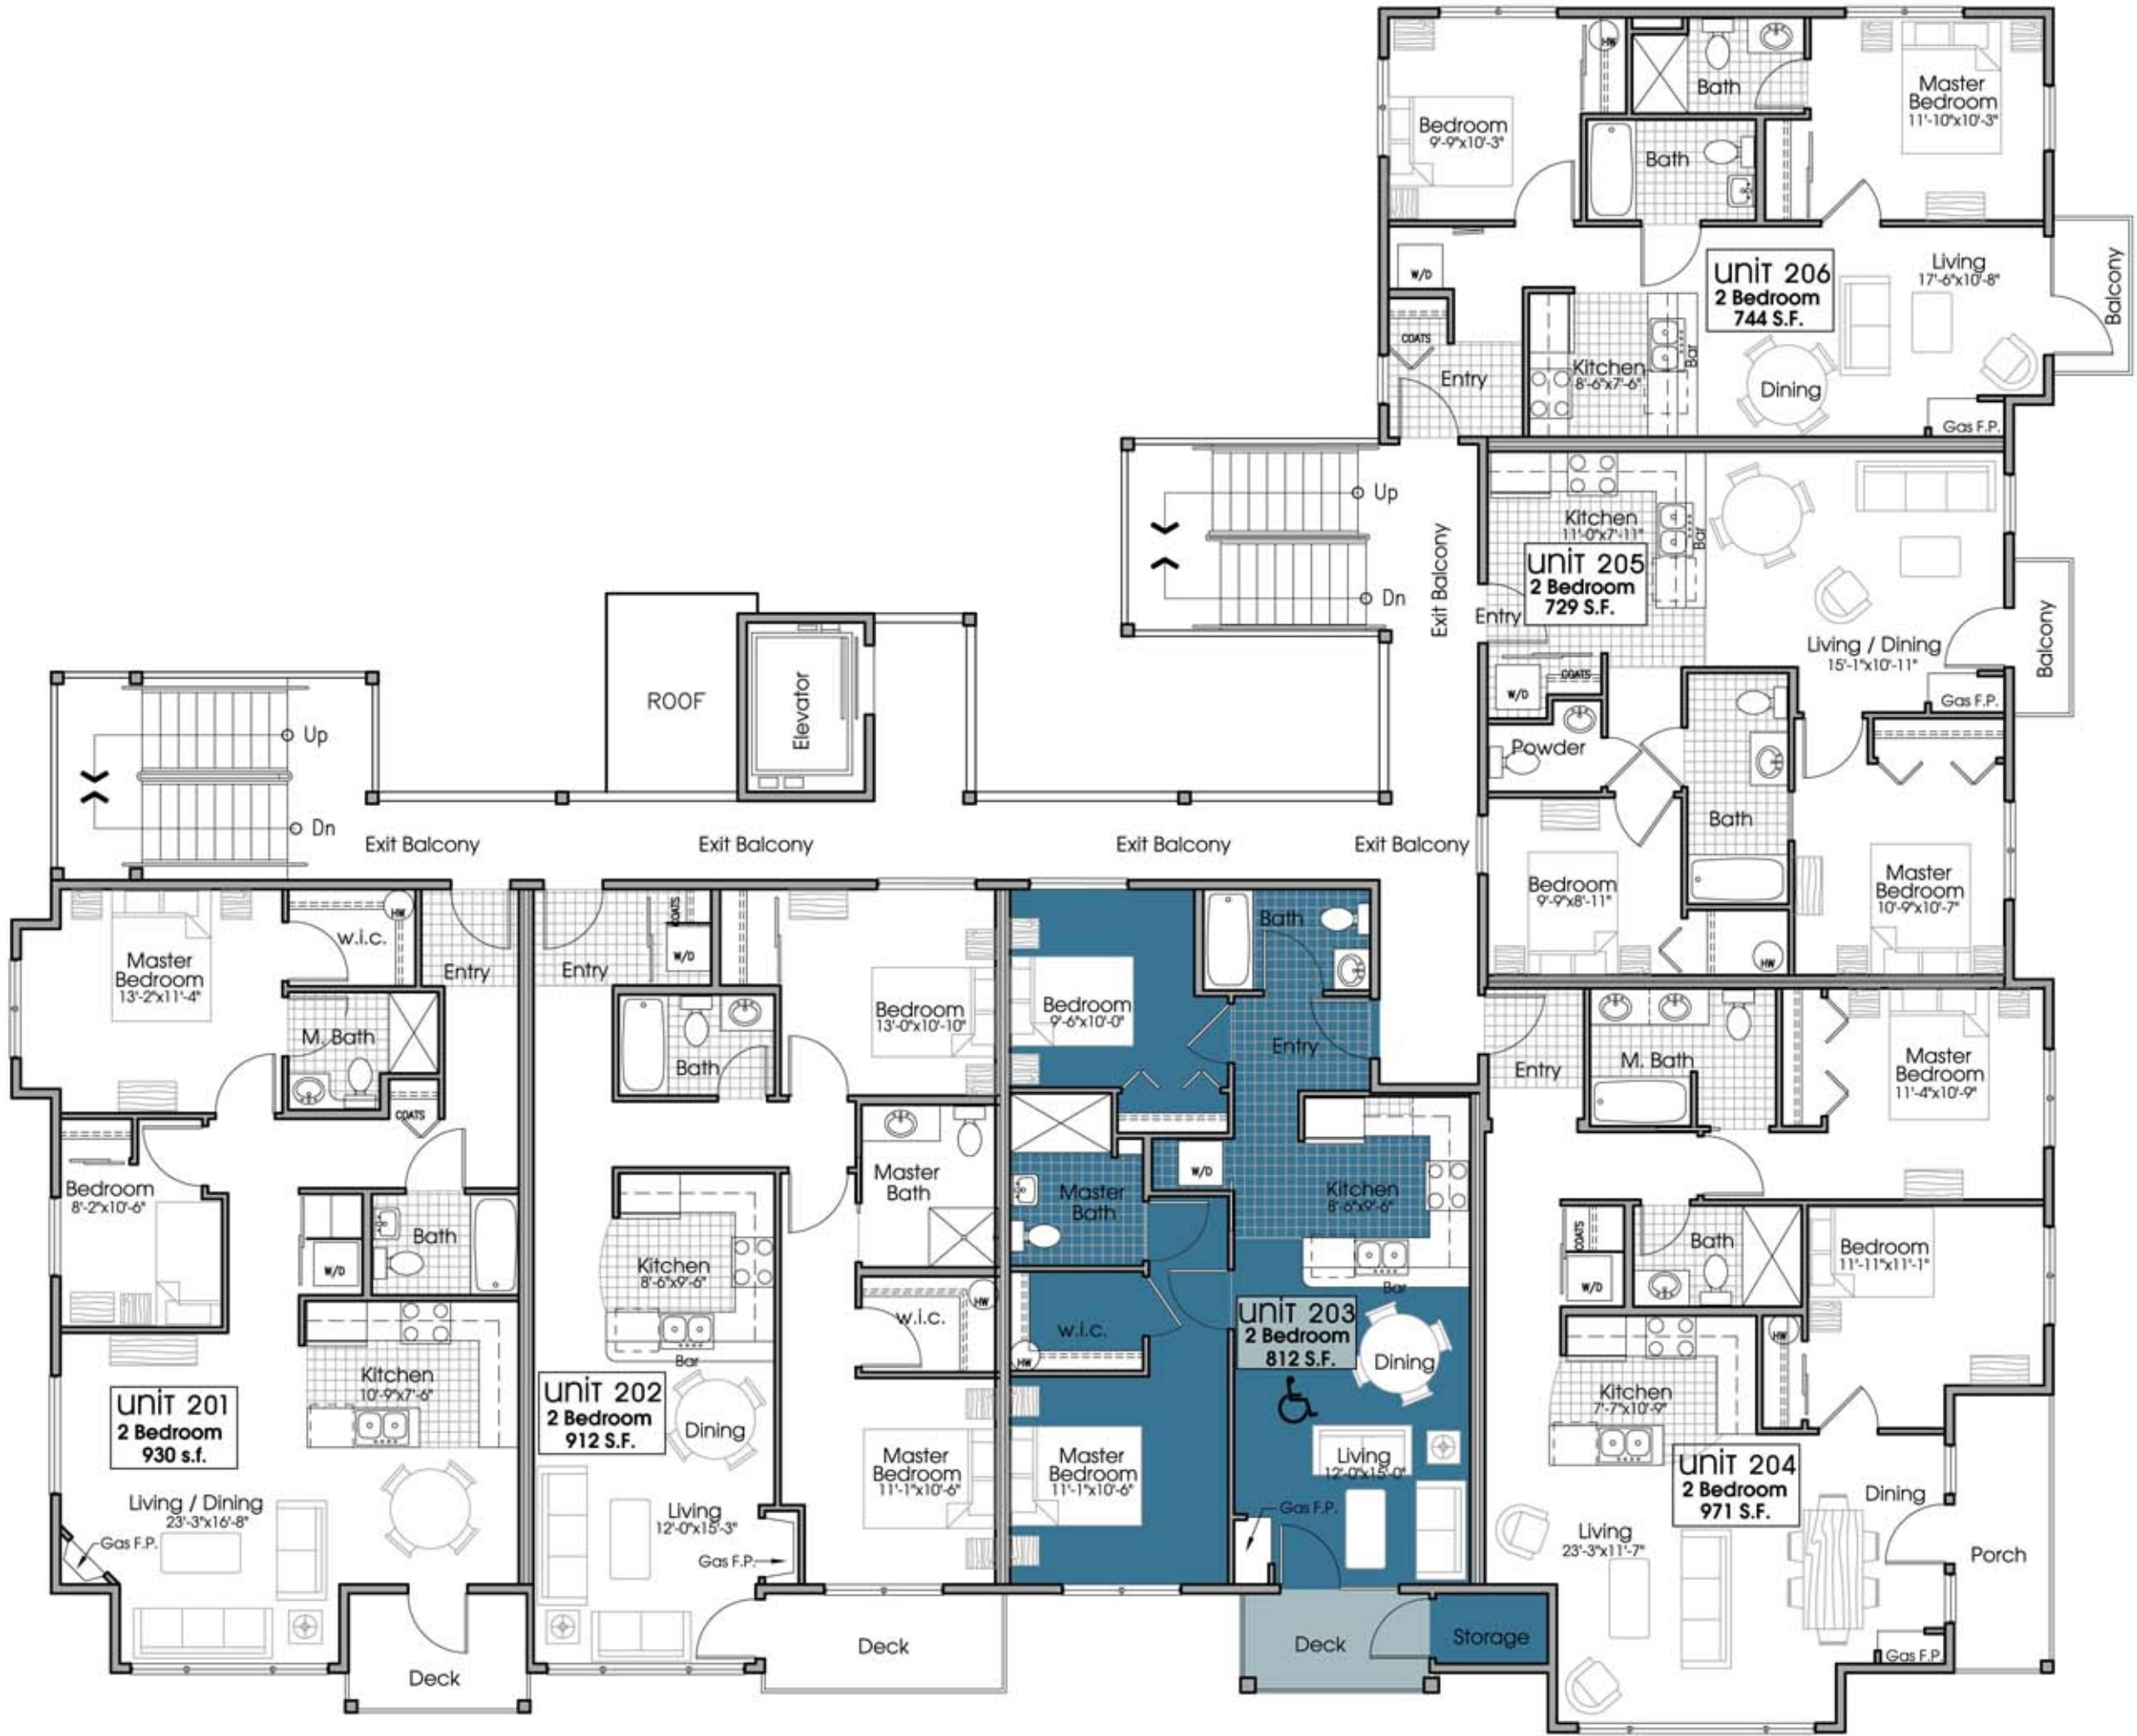 HW
Bath
Master
Bedroom
11'-10"x10'-3"
Bedroom
9'-9"x10'-3"
Bath
W/D
UNIT 206
2 Bedroom
744 S.F.
Living
17'-6"x10'-8"
Balcony
COATS
Entry
Kitchen
8'-6"x7'-6"
Bar
Dining
Gas F.P.
Up
Dn
Exit Balcony
Kitchen
11'-0"x7'-11"
Bar
UNIT 205
2 Bedroom
729 S.F.
Entry
Living / Dining
15'-1"x10'-11"
Balcony
W/D
COATS
Gas F.P.
Powder
Bath
Bedroom
9'-9"x8'-11"
Master
Bedroom
10'-9"x10'-7"
HW
ROOF
Elevator
Up
Dn
Exit Balcony
Exit Balcony
Exit Balcony
Exit Balcony
Master
Bedroom
13'-2"x11'-4"
w.i.c.
HW
Entry
M. Bath
COATS
Bedroom
8'-2"x10'-6"
W/D
Bath
Kitchen
10'-9"x7'-6"
UNIT 201
2 Bedroom
930 s.f.
Living / Dining
23'-3"x16'-8"
Gas F.P.
Deck
Entry
COATS
W/D
Bedroom
13'-0"x10'-10"
Bath
Master
Bath
Kitchen
8'-6"x9'-6"
Bar
w.i.c.
HW
UNIT 202
2 Bedroom
912 S.F.
Dining
Living
12'-0"x15'-3"
Gas F.P.
Master
Bedroom
11'-1"x10'-6"
Deck
Bath
Bedroom
9'-6"x10'-0"
Entry
W/D
Master
Bath
Kitchen
8'-6"x9'-6"
Bar
w.i.c.
HW
UNIT 203
2 Bedroom
812 S.F.
Dining
Master
Bedroom
11'-1"x10'-6"
Living
12'-0"x15'-0"
Gas F.P.
Deck
Storage
Entry
M. Bath
Master
Bedroom
11'-4"x10'-9"
COATS
W/D
Bath
Bedroom
11'-11"x11'-1"
HW
Kitchen
7'-7"x10'-9"
UNIT 204
2 Bedroom
971 S.F.
Dining
Living
23'-3"x11'-7"
Porch
Gas F.P.